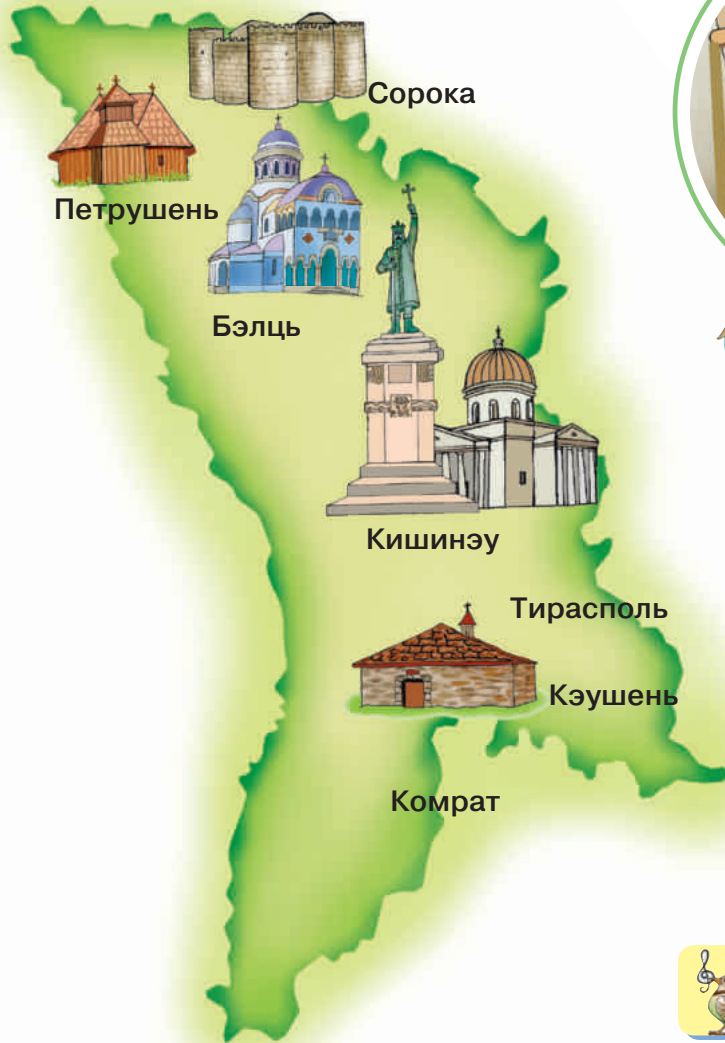 Сорока
Петрушень
Бэлць
Кишинэу
Тирасполь
Кэушень
Комрат